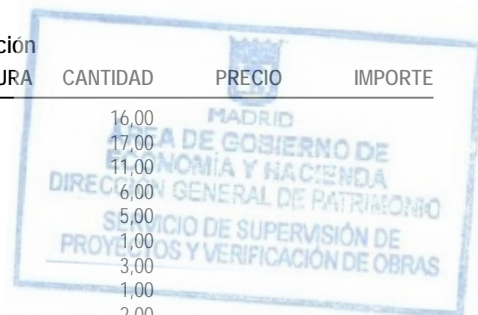 ción
URA CANTIDAD PRECIO IMPORTE
16,00
MADRID
17,00
ÁREA DE GOBIERNO DE
11,00
ECONOMÍA Y HACIENDA
6,00
DIRECCIÓN GENERAL DE PATRIMONIO
5,00
SERVICIO DE SUPERVISIÓN DE
1,00
PROYECTOS Y VERIFICACIÓN DE OBRAS
3,00
1,00
2,00